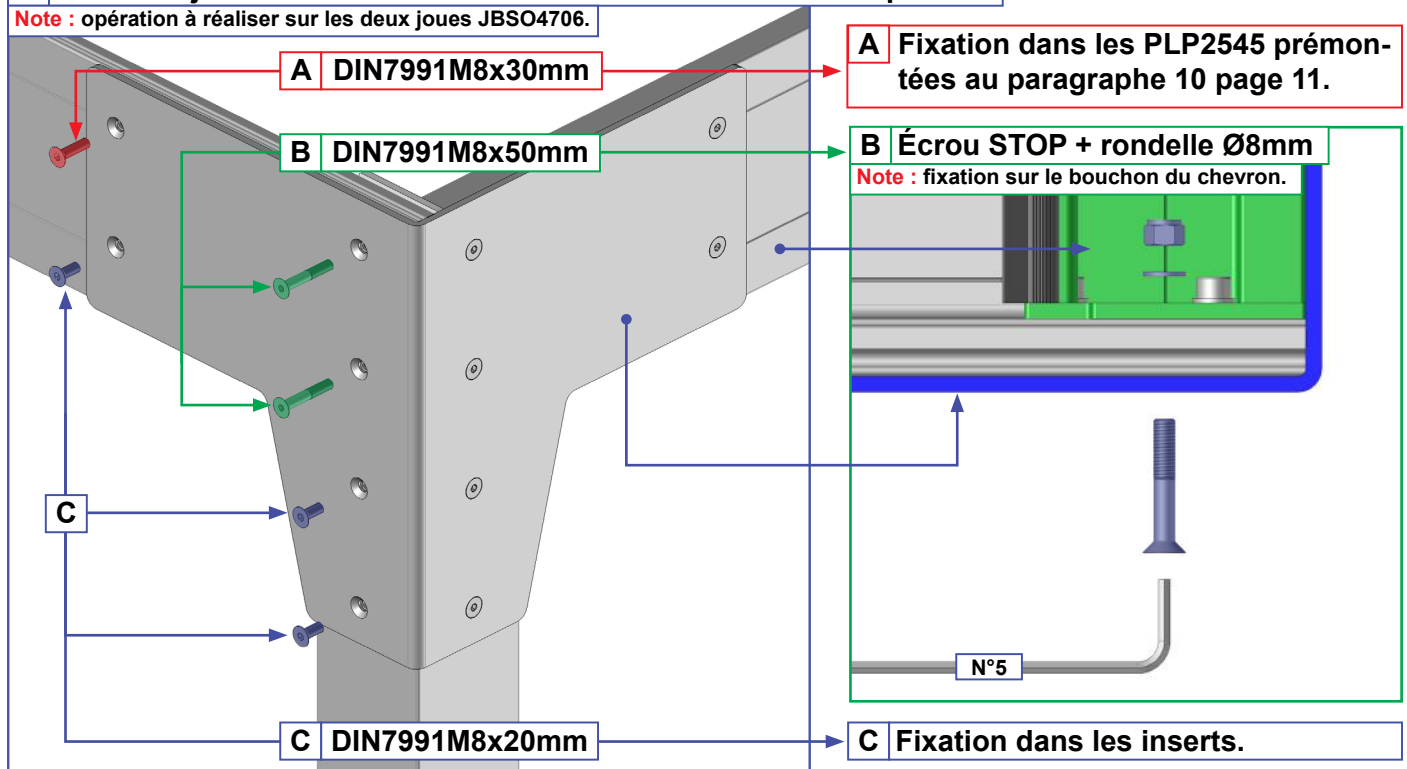 Note : opération à réaliser sur les deux joues JBSO4706.
A DIN7991M8x30mm
A Fixation dans les PLP2545 prémon-
tées au paragraphe 10 page 11.
B DIN7991M8x50mm
B Écrou STOP + rondelle Ø8mm
Note : fixation sur le bouchon du chevron.
C
N°5
C DIN7991M8x20mm
C Fixation dans les inserts.